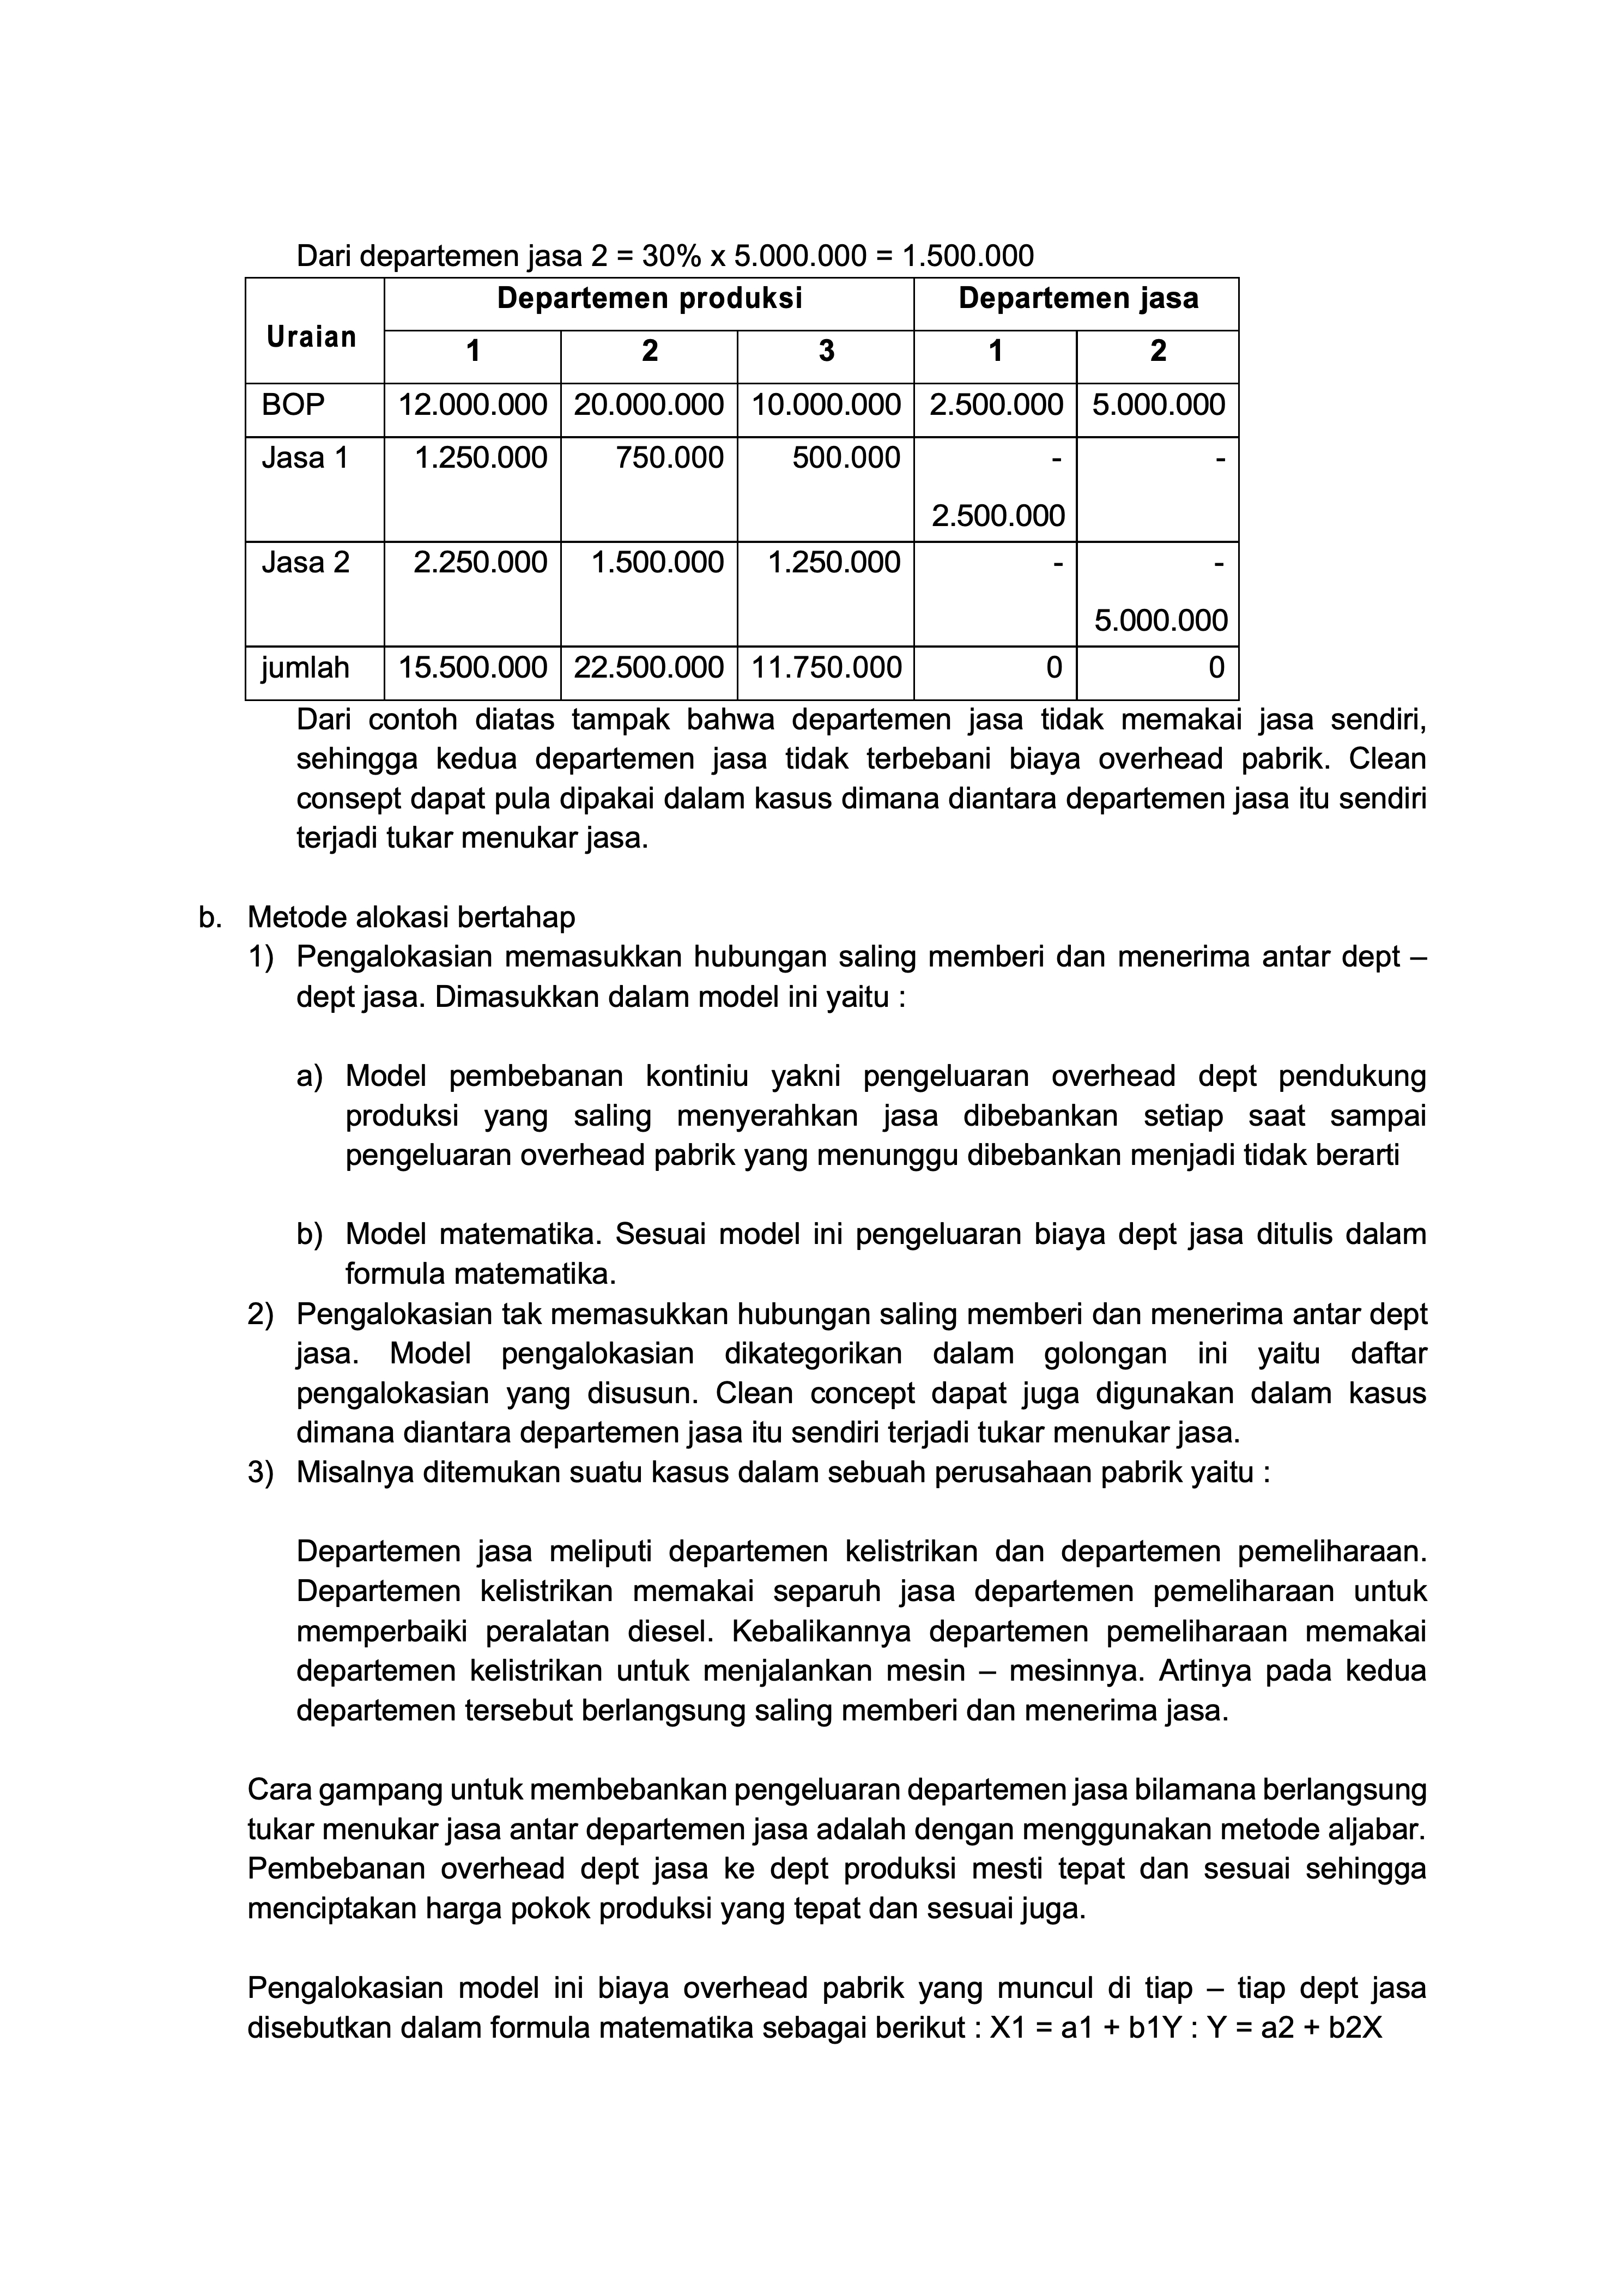 Dari departemen jasa 2 = 30% x 5.000.000 = 1.500.000
Uraian Departemen produksi Departemen jasa
1 2 3 1 2
BOP 12.000.000 20.000.000 10.000.000 2.500.000 5.000.000
Jasa 1 1.250.000 750.000 500.000 - -
2.500.000
Jasa 2 2.250.000 1.500.000 1.250.000 - -
5.000.000
jumlah 15.500.000 22.500.000 11.750.000 0 0
Dari contoh diatas tampak bahwa departemen jasa tidak memakai jasa sendiri,
sehingga kedua departemen jasa tidak terbebani biaya overhead pabrik. Clean
consept dapat pula dipakai dalam kasus dimana diantara departemen jasa itu sendiri
terjadi tukar menukar jasa.
b. Metode alokasi bertahap
1) Pengalokasian memasukkan hubungan saling memberi dan menerima antar dept –
dept jasa. Dimasukkan dalam model ini yaitu :
a) Model pembebanan kontiniu yakni pengeluaran overhead dept pendukung
produksi yang saling menyerahkan jasa dibebankan setiap saat sampai
pengeluaran overhead pabrik yang menunggu dibebankan menjadi tidak berarti
b) Model matematika. Sesuai model ini pengeluaran biaya dept jasa ditulis dalam
formula matematika.
2) Pengalokasian tak memasukkan hubungan saling memberi dan menerima antar dept
jasa. Model pengalokasian dikategorikan dalam golongan ini yaitu daftar
pengalokasian yang disusun. Clean concept dapat juga digunakan dalam kasus
dimana diantara departemen jasa itu sendiri terjadi tukar menukar jasa.
3) Misalnya ditemukan suatu kasus dalam sebuah perusahaan pabrik yaitu :
Departemen jasa meliputi departemen kelistrikan dan departemen pemeliharaan.
Departemen kelistrikan memakai separuh jasa departemen pemeliharaan untuk
memperbaiki peralatan diesel. Kebalikannya departemen pemeliharaan memakai
departemen kelistrikan untuk menjalankan mesin – mesinnya. Artinya pada kedua
departemen tersebut berlangsung saling memberi dan menerima jasa.
Cara gampang untuk membebankan pengeluaran departemen jasa bilamana berlangsung
tukar menukar jasa antar departemen jasa adalah dengan menggunakan metode aljabar.
Pembebanan overhead dept jasa ke dept produksi mesti tepat dan sesuai sehingga
menciptakan harga pokok produksi yang tepat dan sesuai juga.
Pengalokasian model ini biaya overhead pabrik yang muncul di tiap – tiap dept jasa
disebutkan dalam formula matematika sebagai berikut : X1 = a1 + b1Y : Y = a2 + b2X